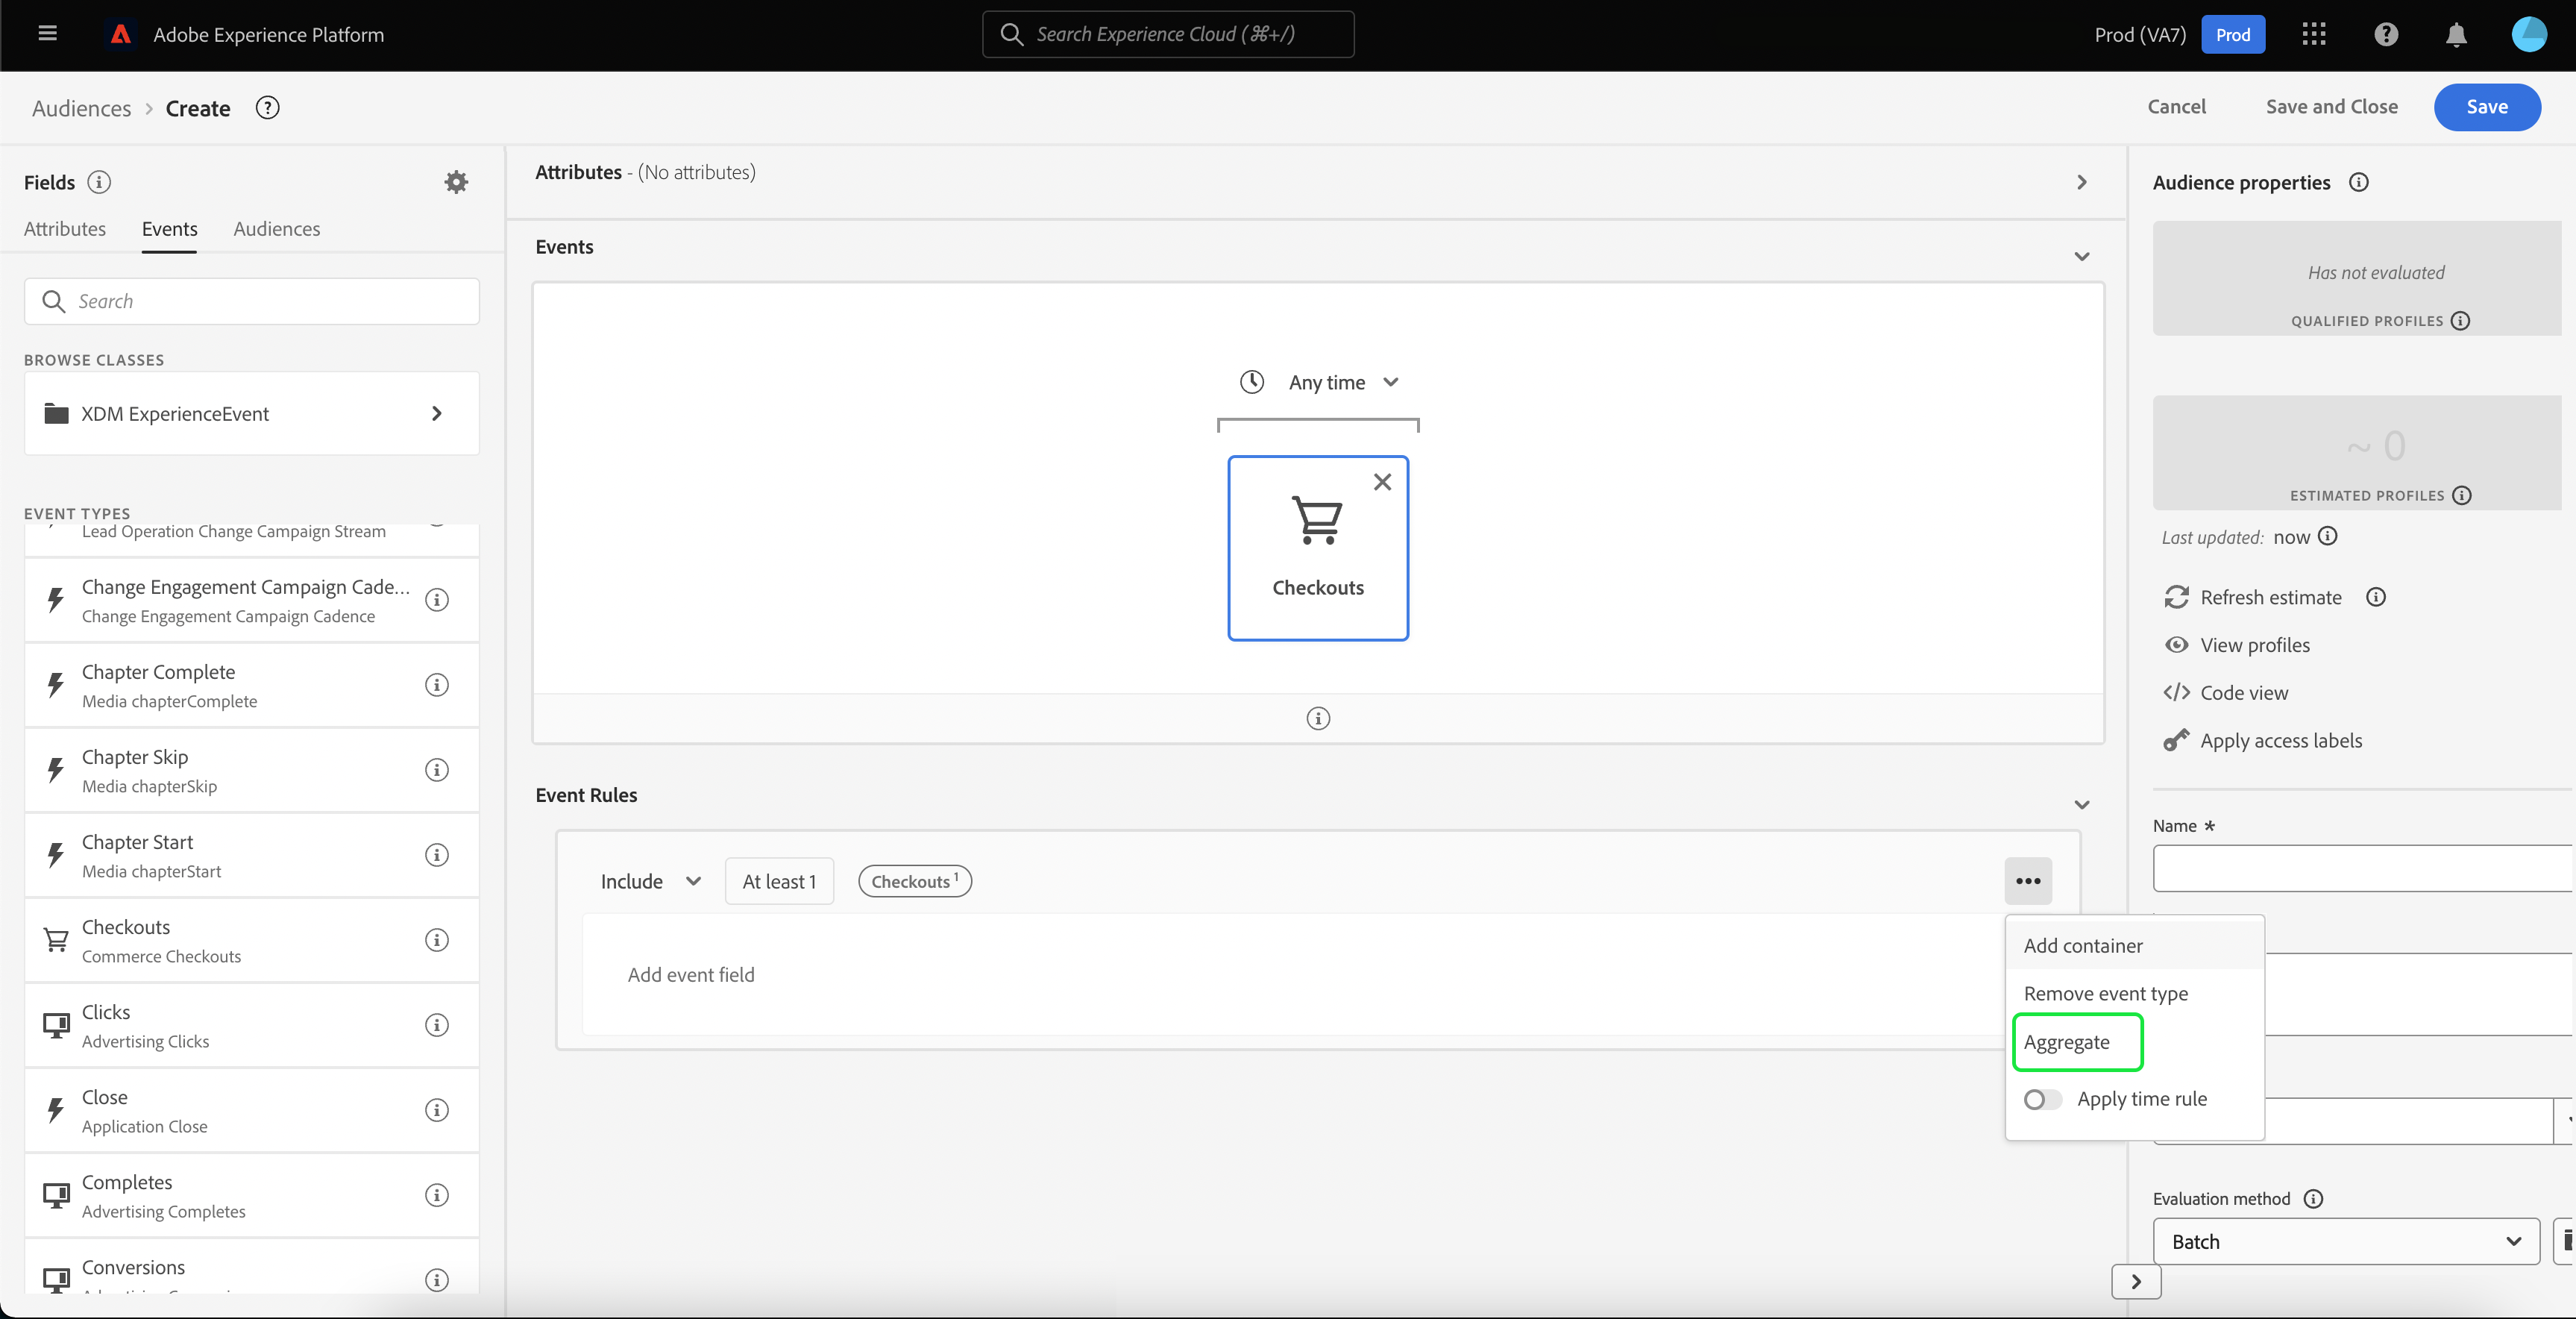 Adobe Experience Platform
Search Experience Cloud (⌘+/)
Prod (VA7)
Prod
Audiences > Create
Cancel
Save and Close
Save
Fields
Attributes
Events
Audiences
Search
BROWSE CLASSES
XDM ExperienceEvent
EVENT TYPES
Lead Operation Change Campaign Stream
Change Engagement Campaign Cade...
Change Engagement Campaign Cadence
Chapter Complete
Media chapterComplete
Chapter Skip
Media chapterSkip
Chapter Start
Media chapterStart
Checkouts
Commerce Checkouts
Clicks
Advertising Clicks
Close
Application Close
Completes
Advertising Completes
Conversions
Attributes - (No attributes)
Events
Any time
Checkouts
Event Rules
Include
At least 1
Checkouts 1
Add event field
Add container
Remove event type
Aggregate
Apply time rule
Audience properties
Has not evaluated
QUALIFIED PROFILES
~ 0
ESTIMATED PROFILES
Last updated: now
Refresh estimate
View profiles
Code view
Apply access labels
Name *
Evaluation method
Batch